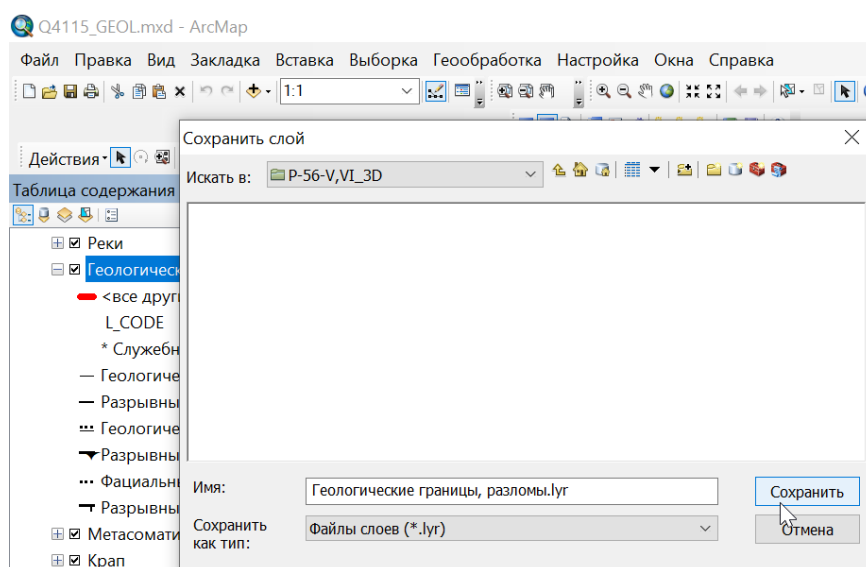 Q4115_GEOL.mxd - ArcMap
Файл Правка Вид Закладка Вставка Выборка Геообработка Настройка Окна Справка
1:1
Сохранить слой
Действия
Искать в: P-56-V,VI_3D
Таблица содержания
Реки
Геологическ
<все друг
L_CODE
* Служебн
Геологиче
Разрывны
Геологиче
Разрывны
Фациальн
Разрывны
Метасомати
Крап
Имя: Геологические границы, разломы.lyr
Сохранить
Сохранить как тип: Файлы слоев (*.lyr)
Отмена